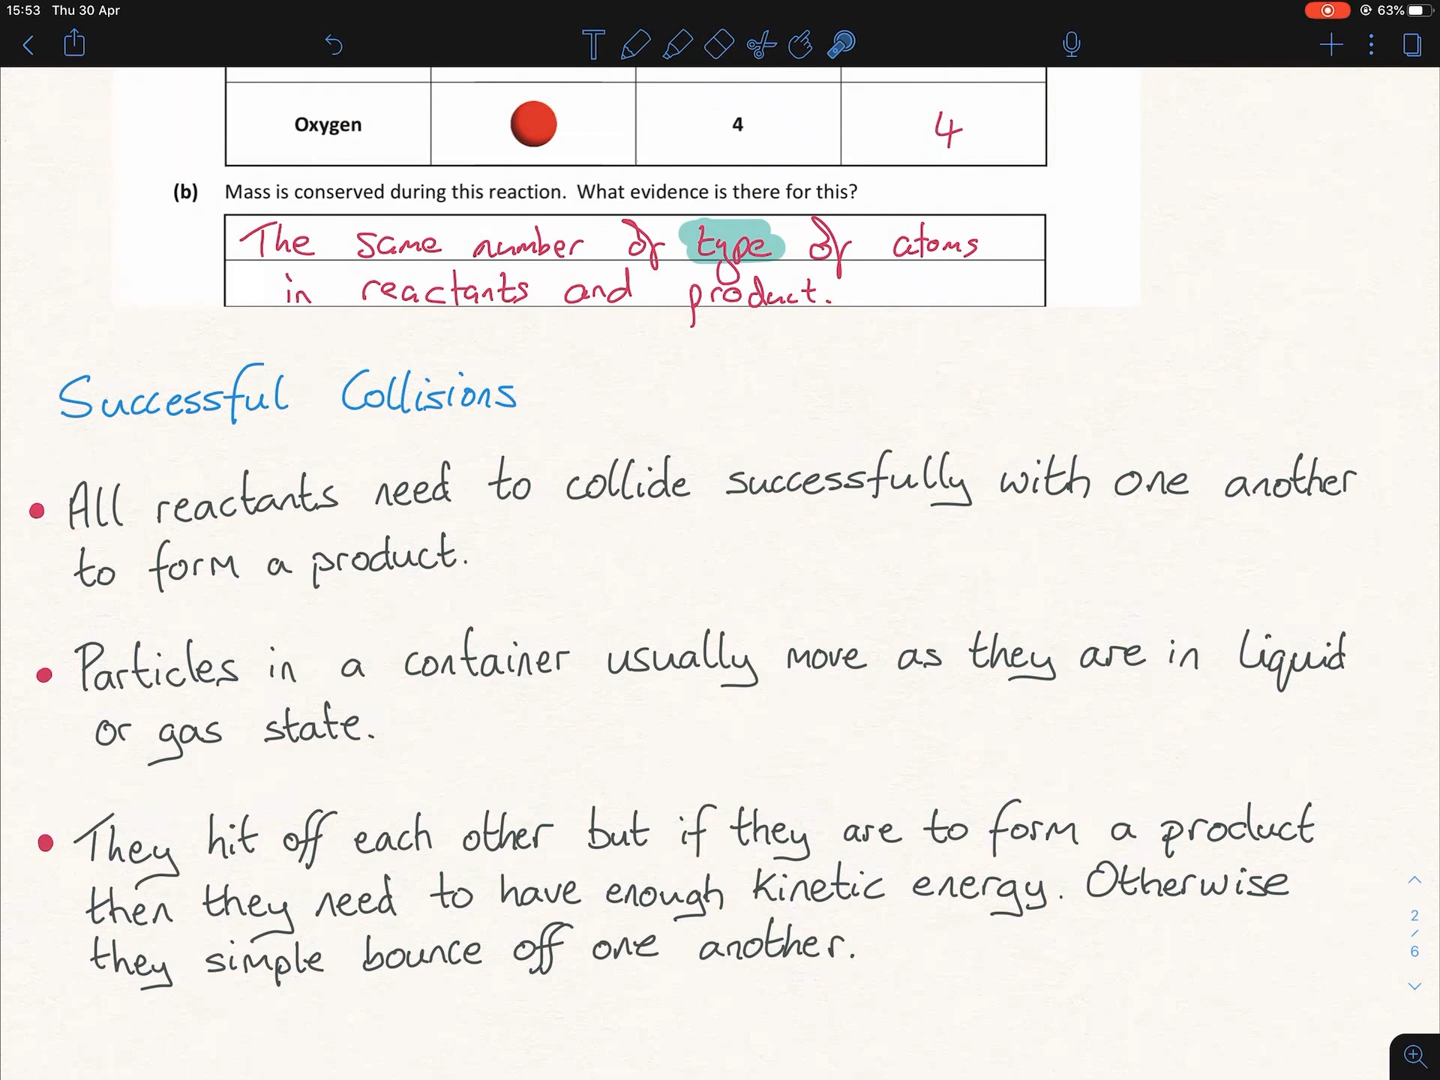 15:53 Thu 30 Apr
63%
Oxygen 4 4
(b) Mass is conserved during this reaction. What evidence is there for this?
The same number of type of atoms
in reactants and product.
Successful Collisions
• All reactants need to collide successfully with one another
to form a product.
• Particles in a container usually move as they are in liquid
or gas state.
• They hit off each other but if they are to form a product
then they need to have enough kinetic energy. Otherwise
they simple bounce off one another.
2
/
6